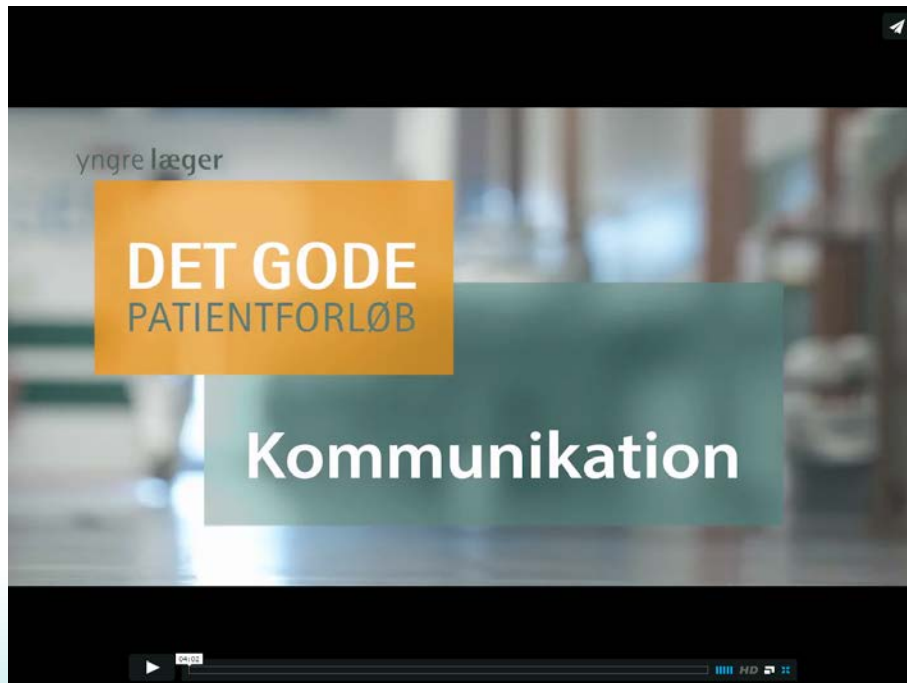 yngre læger
DET GODE
PATIENTFORLØB
Kommunikation
04:02
HD